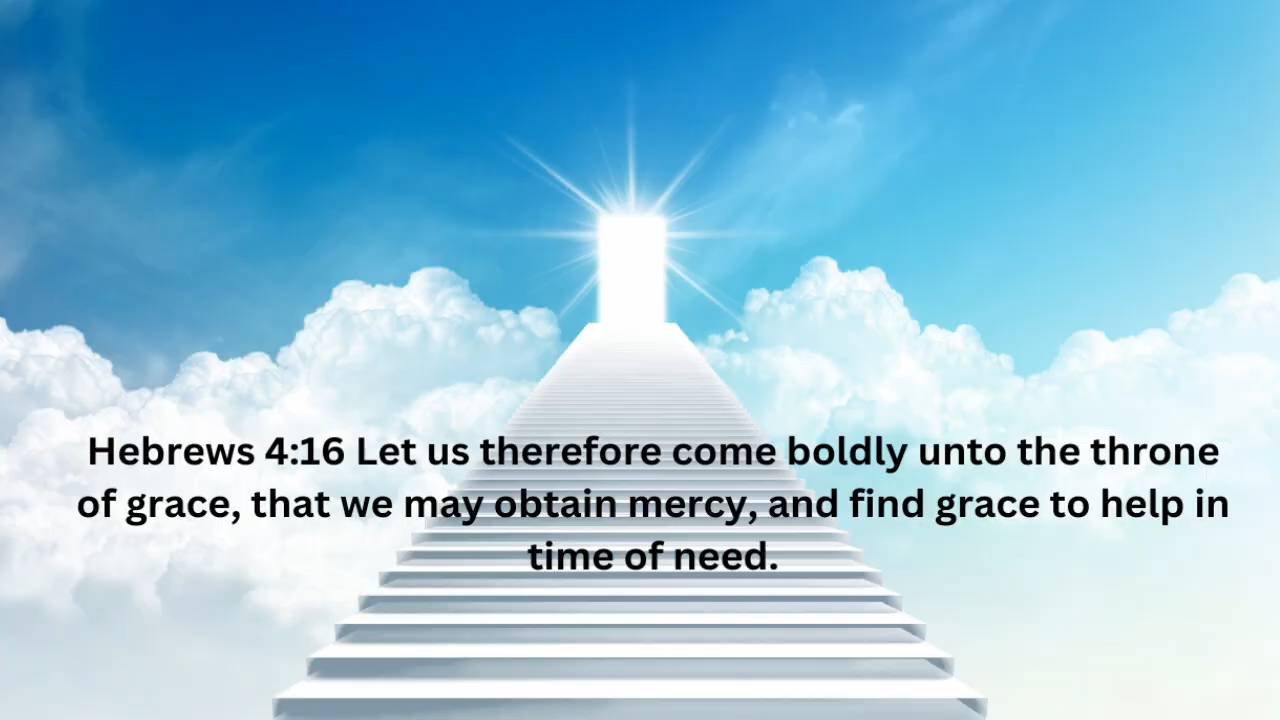 Hebrews 4:16 Let us therefore come boldly unto the throne
of grace, that we may obtain mercy, and find grace to help in
time of need.